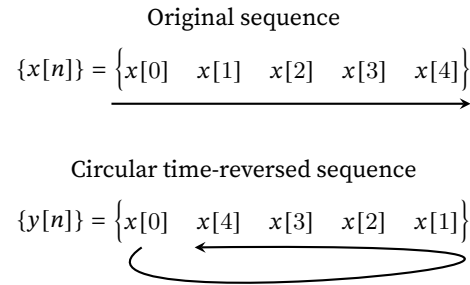 Original sequence
{x[n]} = {x[0] x[1] x[2] x[3] x[4]}
Circular time-reversed sequence
{y[n]} = {x[0] x[4] x[3] x[2] x[1]}